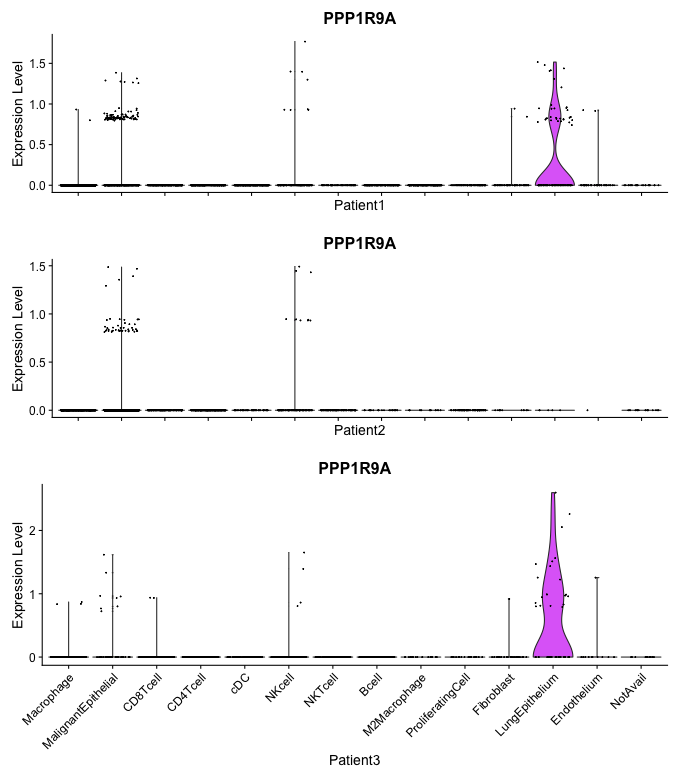 PPP1R9A
Expression Level
1.5
1.0
0.5
0.0
Patient1
PPP1R9A
Expression Level
1.5
1.0
0.5
0.0
Patient2
PPP1R9A
Expression Level
2
1
0
Macrophage
MalignantEpithelial
CD8Tcell
CD4Tcell
cDC
NKcell
NKTcell
Bcell
M2Macrophage
ProliferatingCell
Fibroblast
LungEpithelium
Endothelium
NotAvail
Patient3